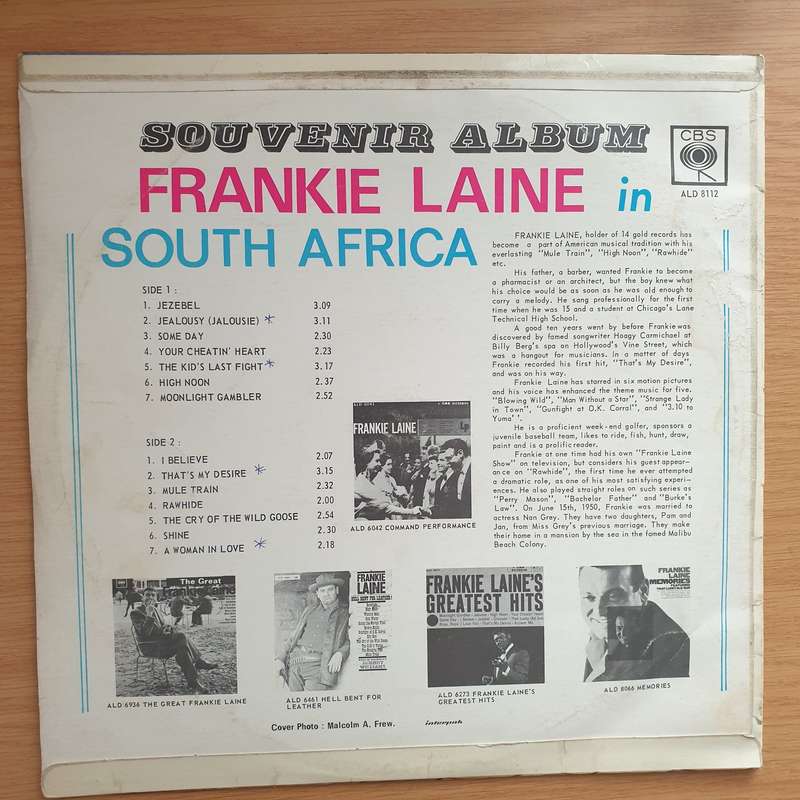 SOUVENIR ALBUM
CBS
ALD 8112
FRANKIE LAINE in
SOUTH AFRICA
SIDE 1 :
1. JEZEBEL 3.09
2. JEALOUSY (JALOUSIE) * 3.11
3. SOME DAY 2.30
4. YOUR CHEATIN' HEART 2.23
5. THE KID'S LAST FIGHT * 3.17
6. HIGH NOON 2.37
7. MOONLIGHT GAMBLER 2.52
SIDE 2 :
1. I BELIEVE 2.07
2. THAT'S MY DESIRE * 3.15
3. MULE TRAIN 2.32
4. RAWHIDE 2.00
5. THE CRY OF THE WILD GOOSE 2.54
6. SHINE 2.30
7. A WOMAN IN LOVE * 2.18
FRANKIE LAINE, holder of 14 gold records has
become a part of American musical tradition with his
everlasting "Mule Train", "High Noon", "Rawhide"
etc.
His father, a barber, wanted Frankie to become
a pharmacist or an architect, but the boy knew what
his choice would be as soon as he was old enough to
carry a melody. He sang professionally for the first
time when he was 15 and a student at Chicago's Lane
Technical High School.
A good ten years went by before Frankie was
discovered by famed songwriter Hoagy Carmichael at
Billy Berg's spa on Hollywood's Vine Street, which
was a hangout for musicians. In a matter of days
Frankie recorded his first hit, "That's My Desire",
and was on his way.
Frankie Laine has starred in six motion pictures
and his voice has enhanced the theme music for five.
"Blowing Wild", "Man Without a Star", "Strange Lady
in Town", "Gunfight at O.K. Corral", and "3.10 to
Yuma' '.
He is a proficient week-end golfer, sponsors a
juvenile baseball team, likes to ride, fish, hunt, draw,
paint and is a prolific reader.
Frankie at one time had his own "Frankie Laine
Show" on television, but considers his guest appear-
ance on "Rawhide", the first time he ever attempted
a dramatic role, as one of his most satisfying experi-
ences. He also played straight roles on such series as
"Perry Mason", "Bachelor Father" and "Burke's
Law". On June 15th, 1950, Frankie was married to
actress Nan Grey. They have two daughters, Pam and
Jan, from Miss Grey's previous marriage. They make
their home in a mansion by the sea in the famed Malibu
Beach Colony.
FRANKIE LAINE
ALD 6042 COMMAND PERFORMANCE
The Great
ALD 6936 THE GREAT FRANKIE LAINE
FRANKIE
LAINE
HELL BENT FOR LEATHER!
ALD 6461 HELL BENT FOR
LEATHER
FRANKIE LAINE'S
GREATEST HITS
ALD 6273 FRANKIE LAINE'S
GREATEST HITS
FRANKIE
LAINE
MEMORIES
ALD 8066 MEMORIES
Cover Photo : Malcolm A. Frew.
interpak